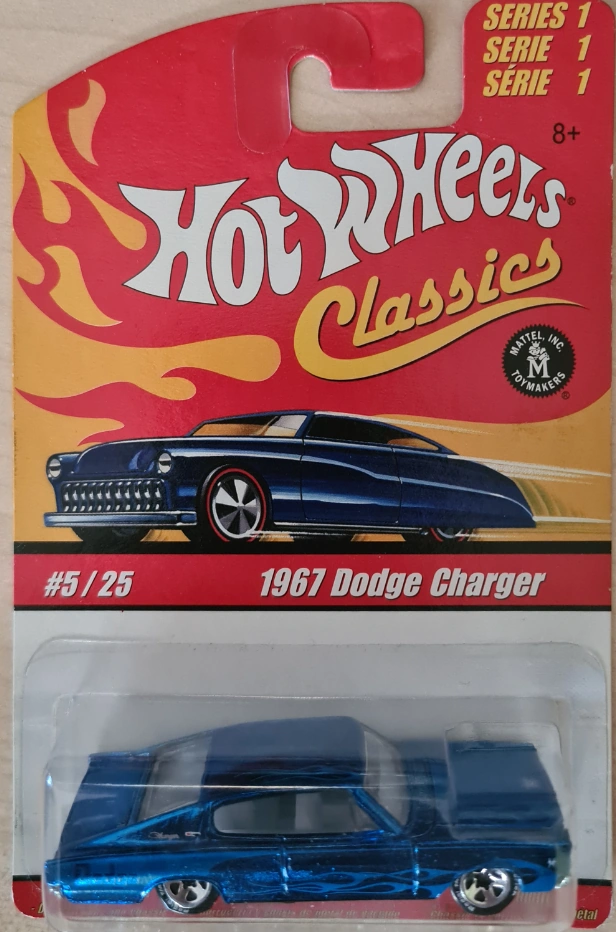 SERIES 1
SERIE 1
SÉRIE 1
8+
HOT WHEELS®
Classics
MATTEL, INC.
M
TOYMAKERS
®
#5/25 1967 Dodge Charger